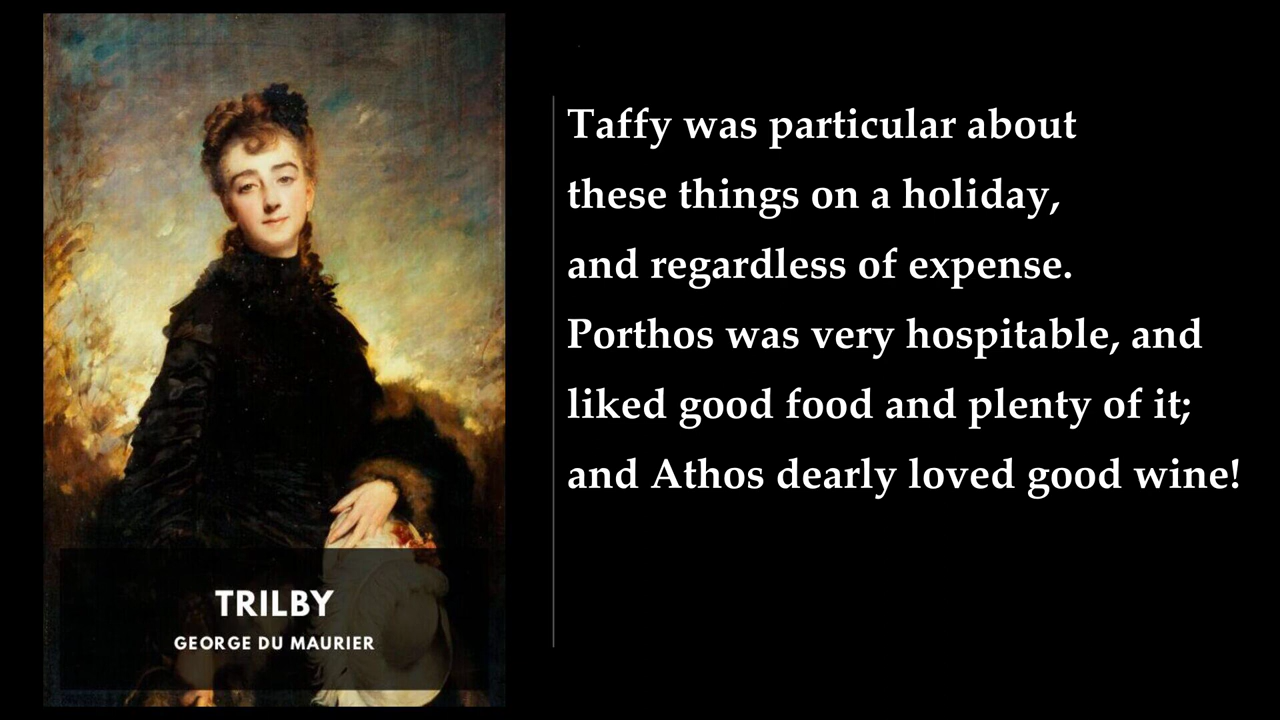 TRILBY
GEORGE DU MAURIER
Taffy was particular about
these things on a holiday,
and regardless of expense.
Porthos was very hospitable, and
liked good food and plenty of it;
and Athos dearly loved good wine!